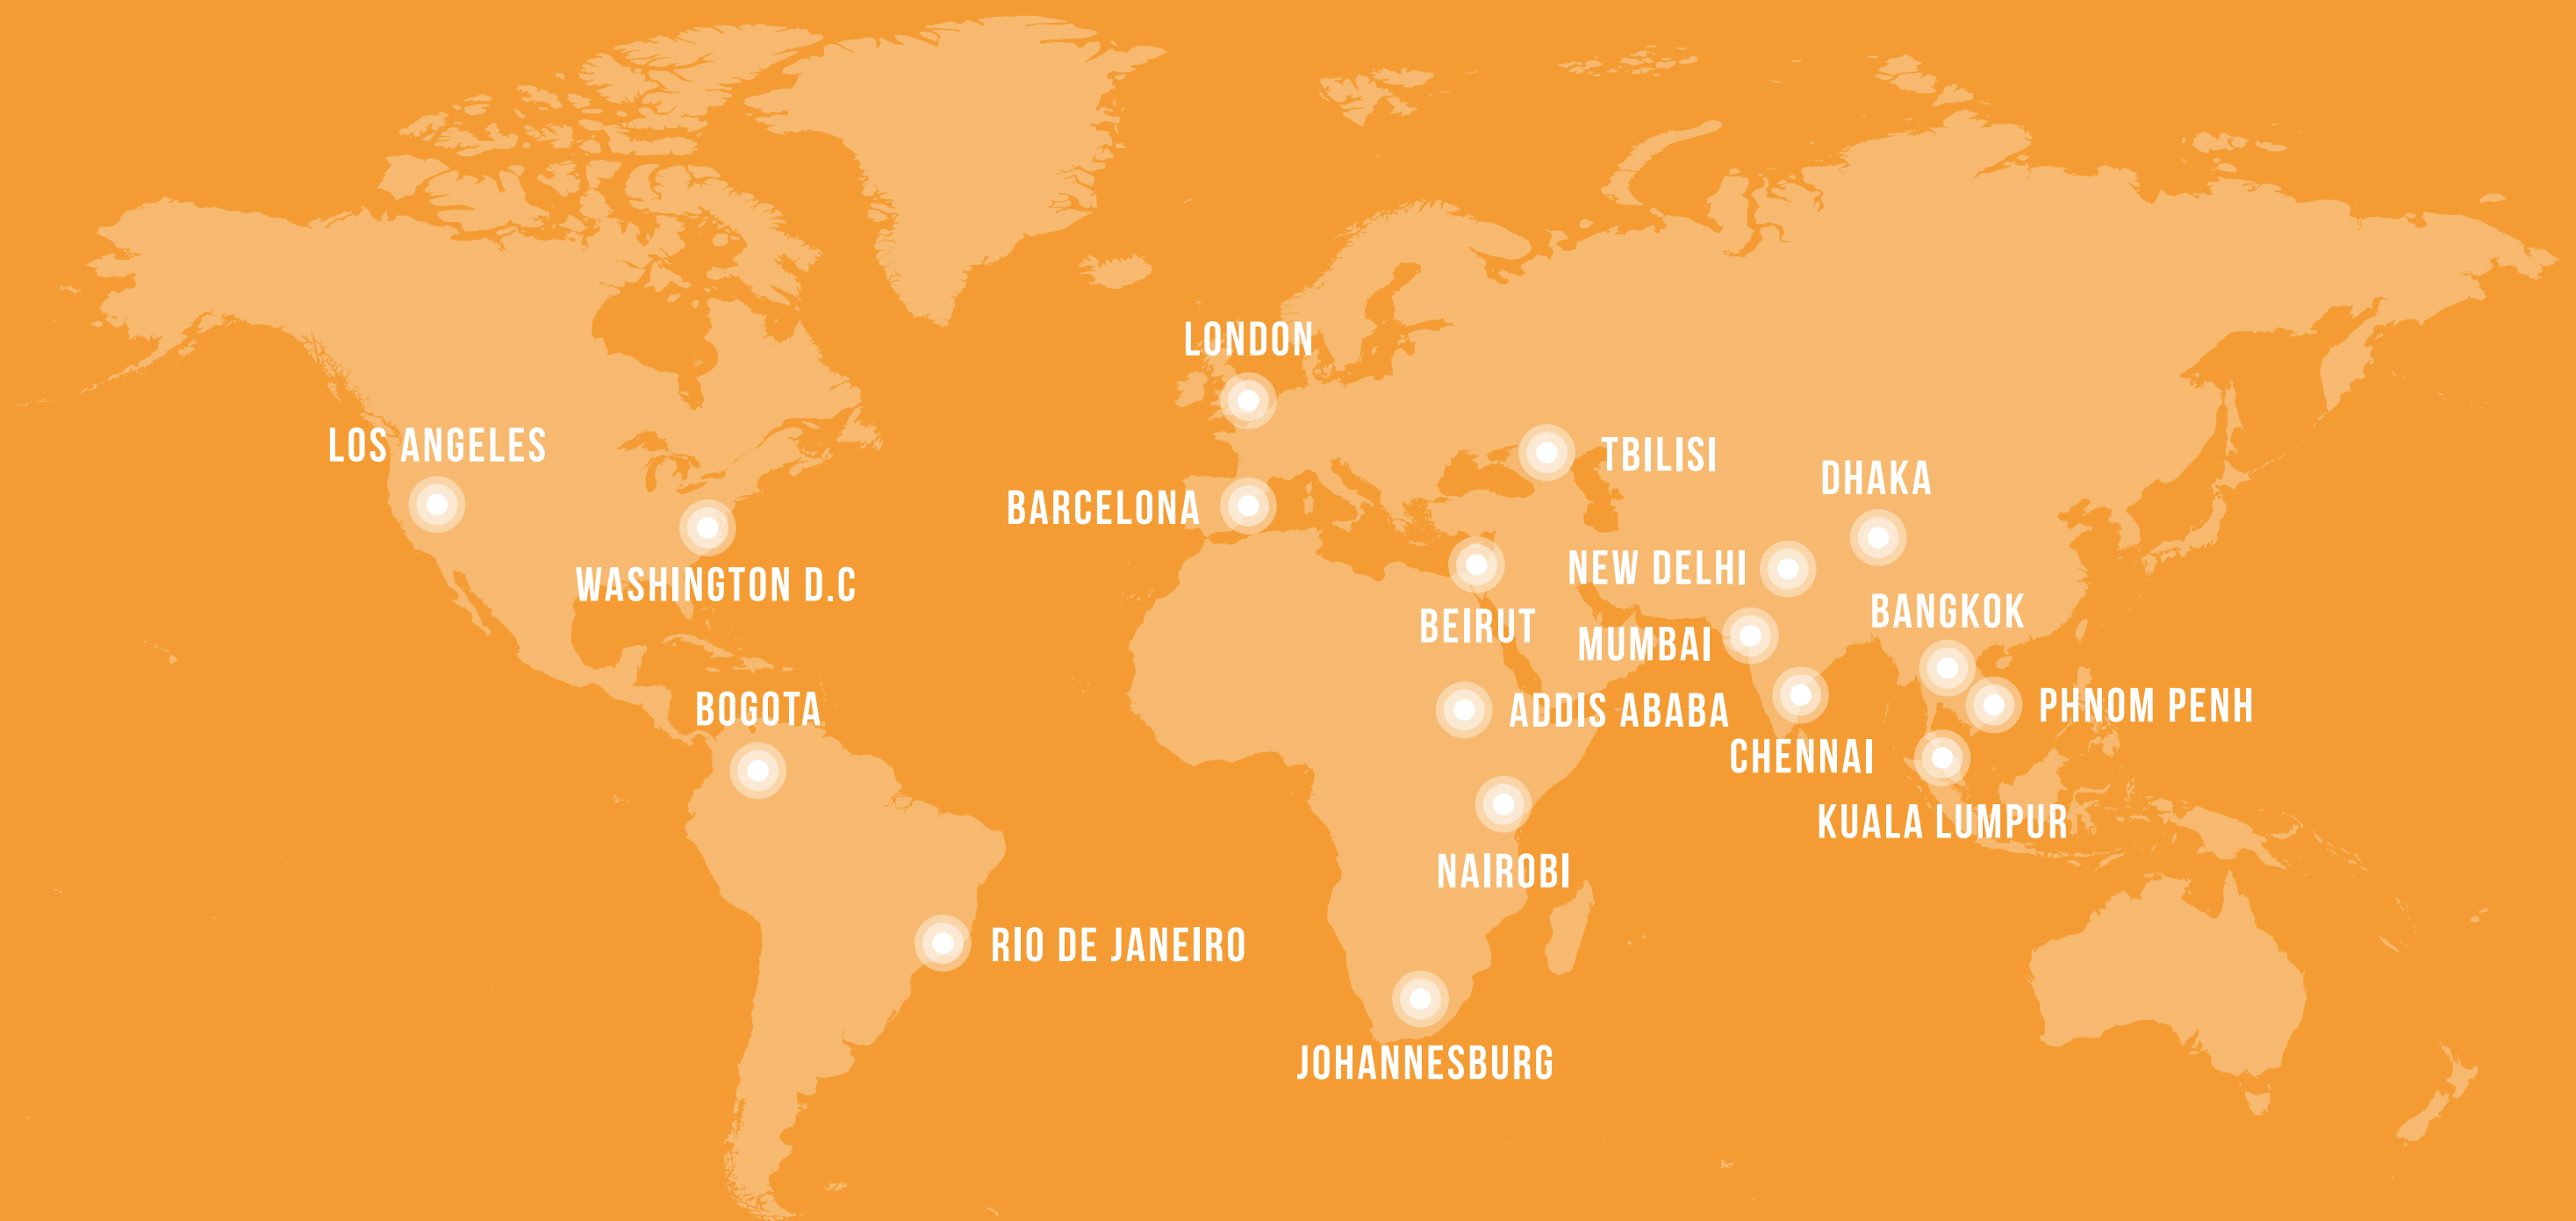 LONDON
LOS ANGELES
TBILISI
DHAKA
BARCELONA
WASHINGTON D.C
NEW DELHI
BANGKOK
BEIRUT
MUMBAI
BOGOTA
ADDIS ABABA
PHNOM PENH
CHENNAI
KUALA LUMPUR
NAIROBI
RIO DE JANEIRO
JOHANNESBURG